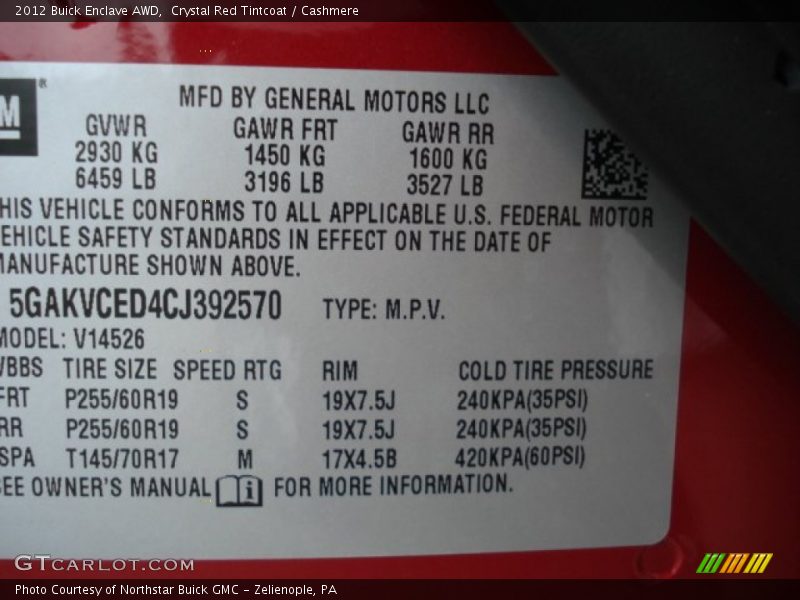 2012 Buick Enclave AWD,  Crystal Red Tintcoat / Cashmere
M ®
MFD BY GENERAL MOTORS LLC
GVWR GAWR FRT GAWR RR
2930 KG 1450 KG 1600 KG
6459 LB 3196 LB 3527 LB
HIS VEHICLE CONFORMS TO ALL APPLICABLE U.S. FEDERAL MOTOR
EHICLE SAFETY STANDARDS IN EFFECT ON THE DATE OF
MANUFACTURE SHOWN ABOVE.
5GAKVCED4CJ392570 TYPE: M.P.V.
MODEL: V14526
WBBS TIRE SIZE SPEED RTG RIM COLD TIRE PRESSURE
FRT P255/60R19 S 19X7.5J 240KPA(35PSI)
RR P255/60R19 S 19X7.5J 240KPA(35PSI)
SPA T145/70R17 M 17X4.5B 420KPA(60PSI)
SEE OWNER'S MANUAL i FOR MORE INFORMATION.
GTCARLOT.COM
Photo Courtesy of Northstar Buick GMC - Zelienople, PA